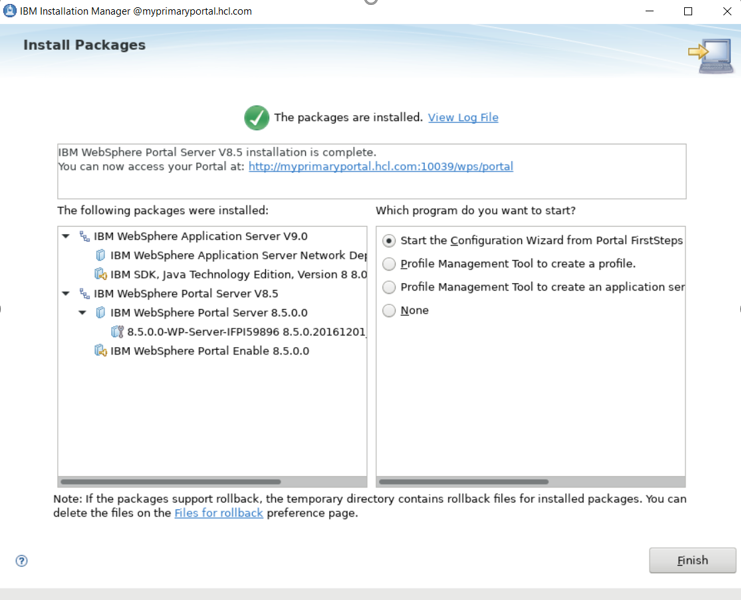 IBM Installation Manager @myprimaryportal.hcl.com
Install Packages
The packages are installed. View Log File
IBM WebSphere Portal Server V8.5 installation is complete.
You can now access your Portal at: http://myprimaryportal.hcl.com:10039/wps/portal
The following packages were installed:
IBM WebSphere Application Server V9.0
IBM WebSphere Application Server Network Dep
IBM SDK, Java Technology Edition, Version 8 8.0
IBM WebSphere Portal Server V8.5
IBM WebSphere Portal Server 8.5.0.0
8.5.0.0-WP-Server-IFPI59896 8.5.0.20161201_
IBM WebSphere Portal Enable 8.5.0.0
Which program do you want to start?
Start the Configuration Wizard from Portal FirstSteps
Profile Management Tool to create a profile.
Profile Management Tool to create an application ser
None
Note: If the packages support rollback, the temporary directory contains rollback files for installed packages. You can
delete the files on the Files for rollback preference page.
?
Finish